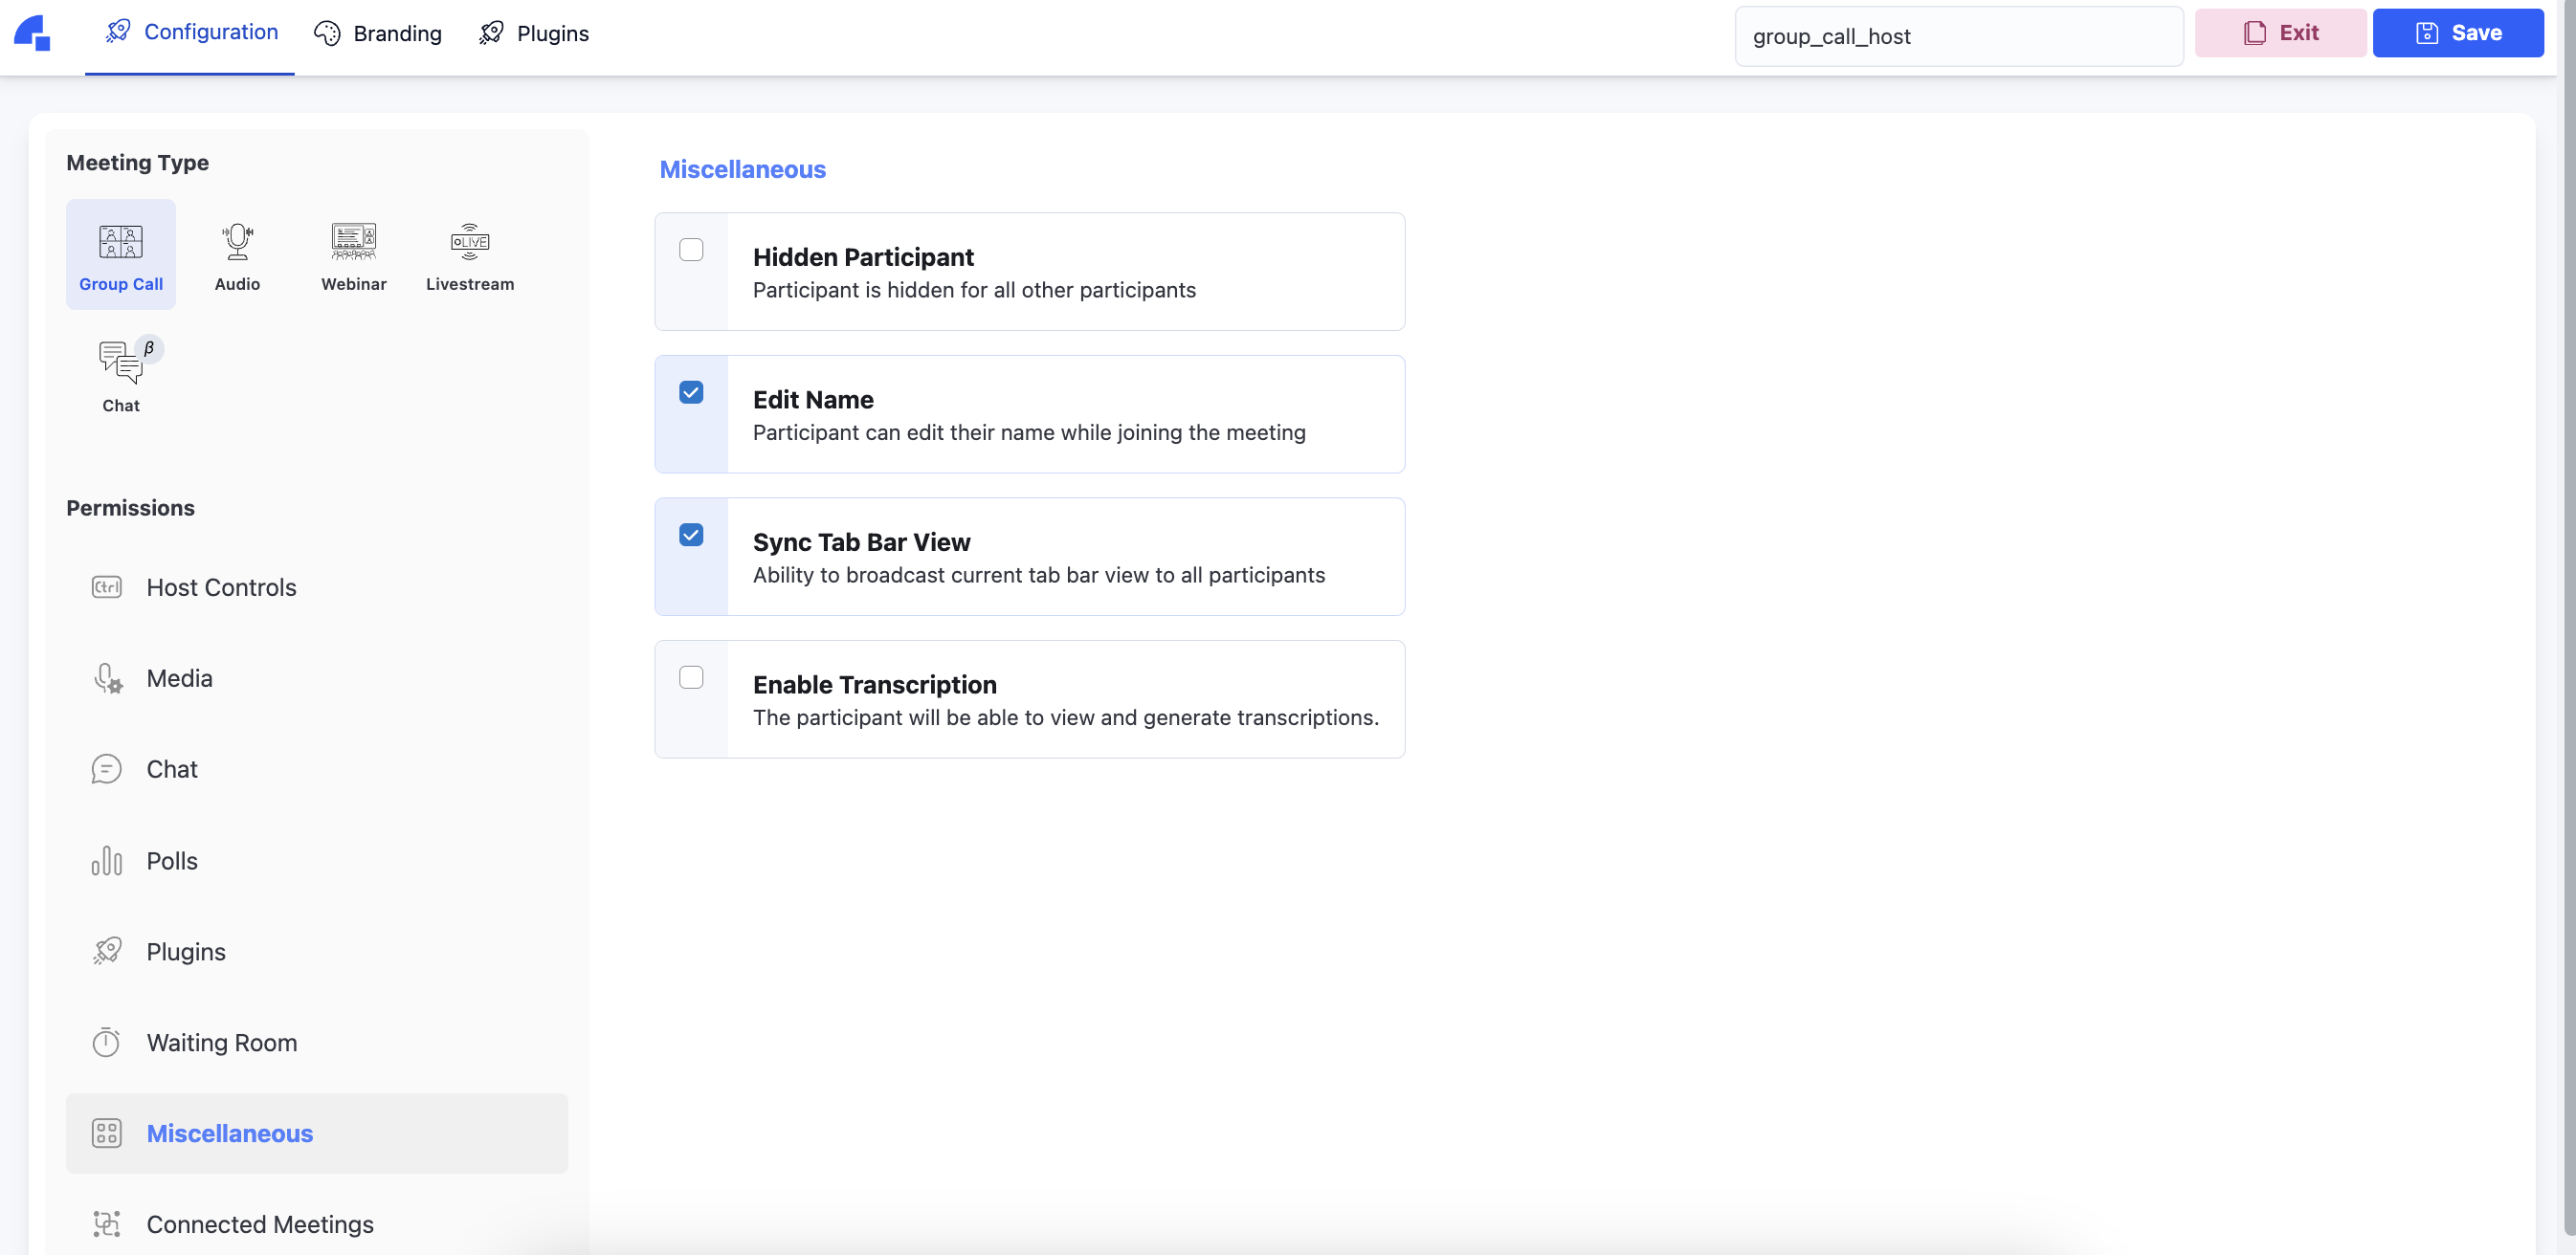 Configuration
Branding
Plugins
group_call_host
Exit
Save
Meeting Type
Group Call
Audio
Webinar
LIVE
Livestream
β
Chat
Permissions
Ctrl
Host Controls
Media
Chat
Polls
Plugins
Waiting Room
Miscellaneous
Connected Meetings
Miscellaneous
Hidden Participant
Participant is hidden for all other participants
Edit Name
Participant can edit their name while joining the meeting
Sync Tab Bar View
Ability to broadcast current tab bar view to all participants
Enable Transcription
The participant will be able to view and generate transcriptions.